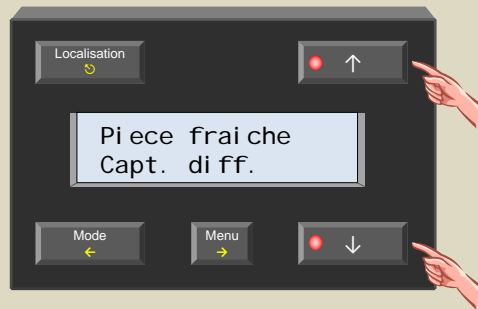 Localisation
Piece fraiche
Capt. diff.
Mode
Menu